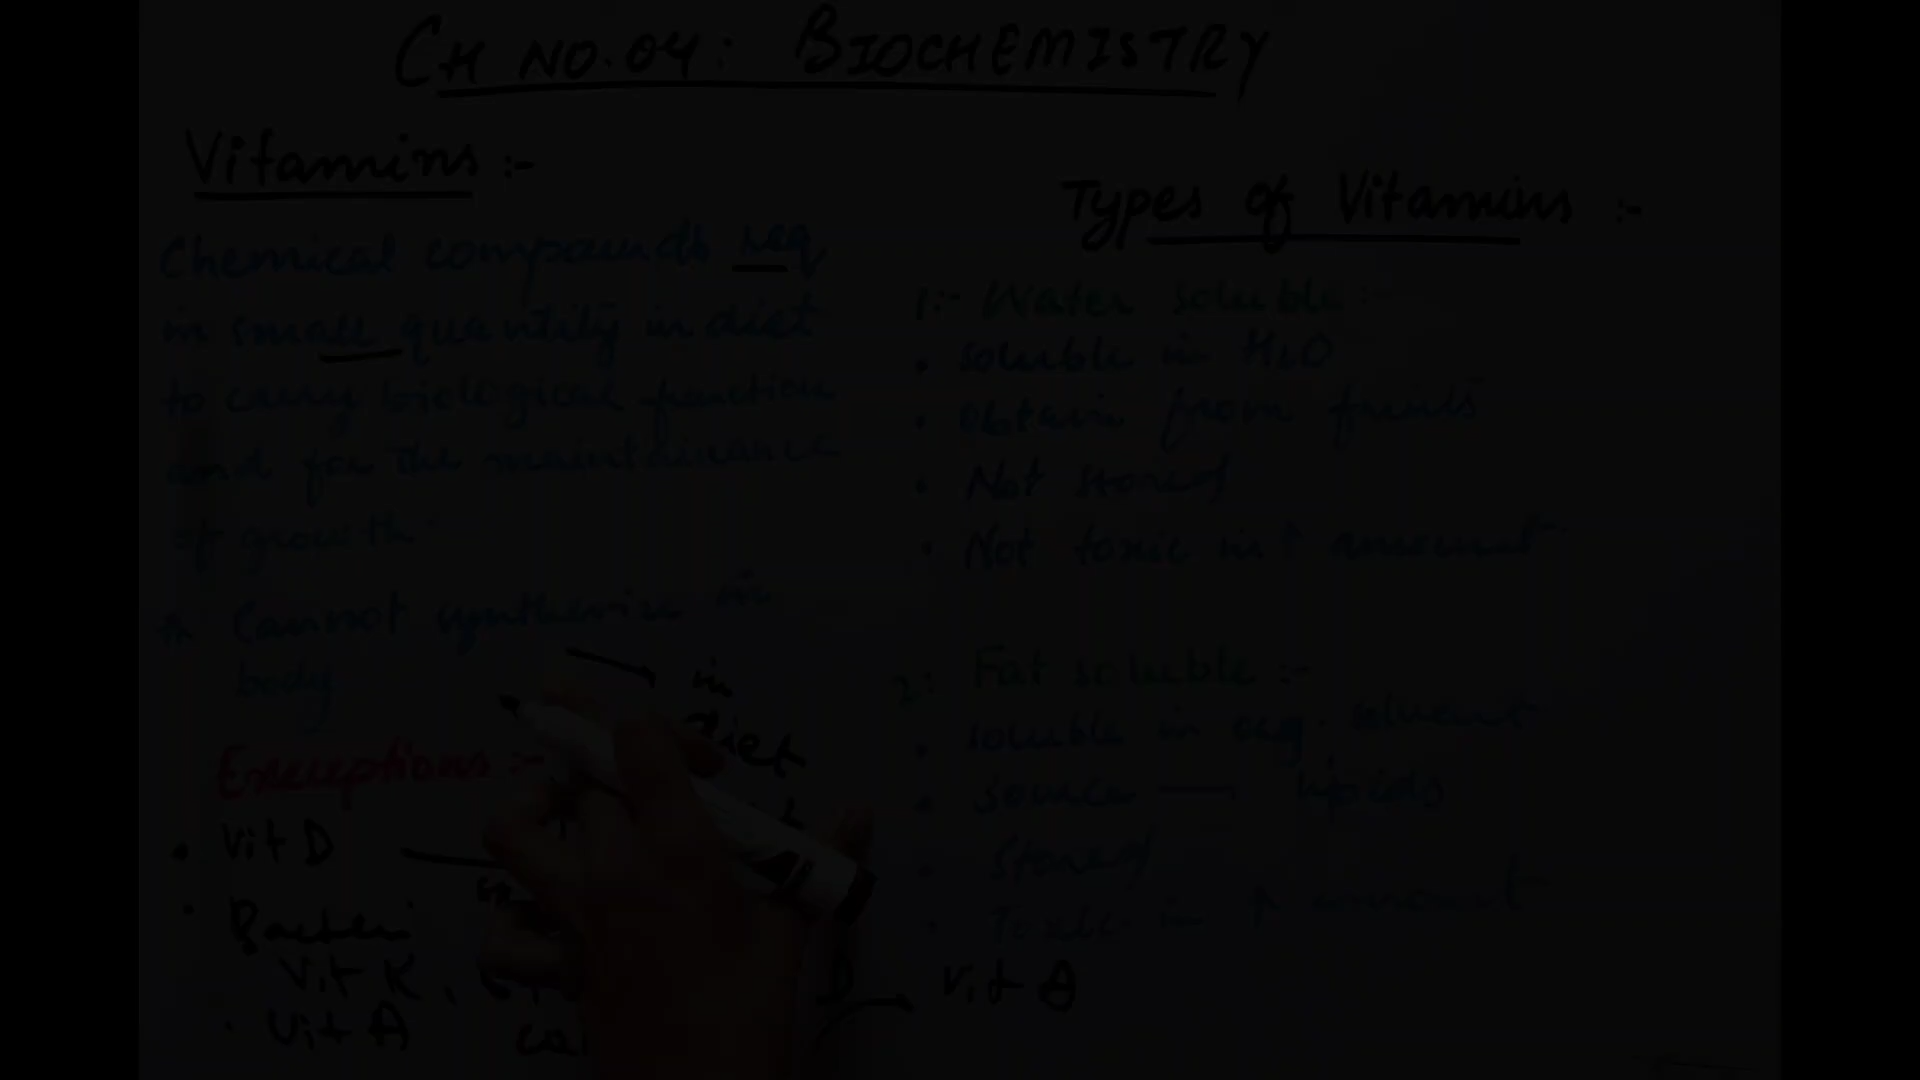 CH NO.04: BIOCHEMISTRY
Vitamins :-
Chemical compounds req
in small quantity in diet
to carry biological function
and for the maintainance
of growth.
Cannot synthesize in
body
in
Diet
Exceptions :-
• Vit D
• Bacteri
Vit K,
• Vit A
Types of Vitamins :-
1:- Water soluble :-
• soluble in H2O
• obtain from fruits
• Not stored
• Not toxic in ↑ amount
2: Fat soluble :-
• soluble in org. solvent
• source — lipids
• Stored
• Toxic in ↑ amount
Vit A